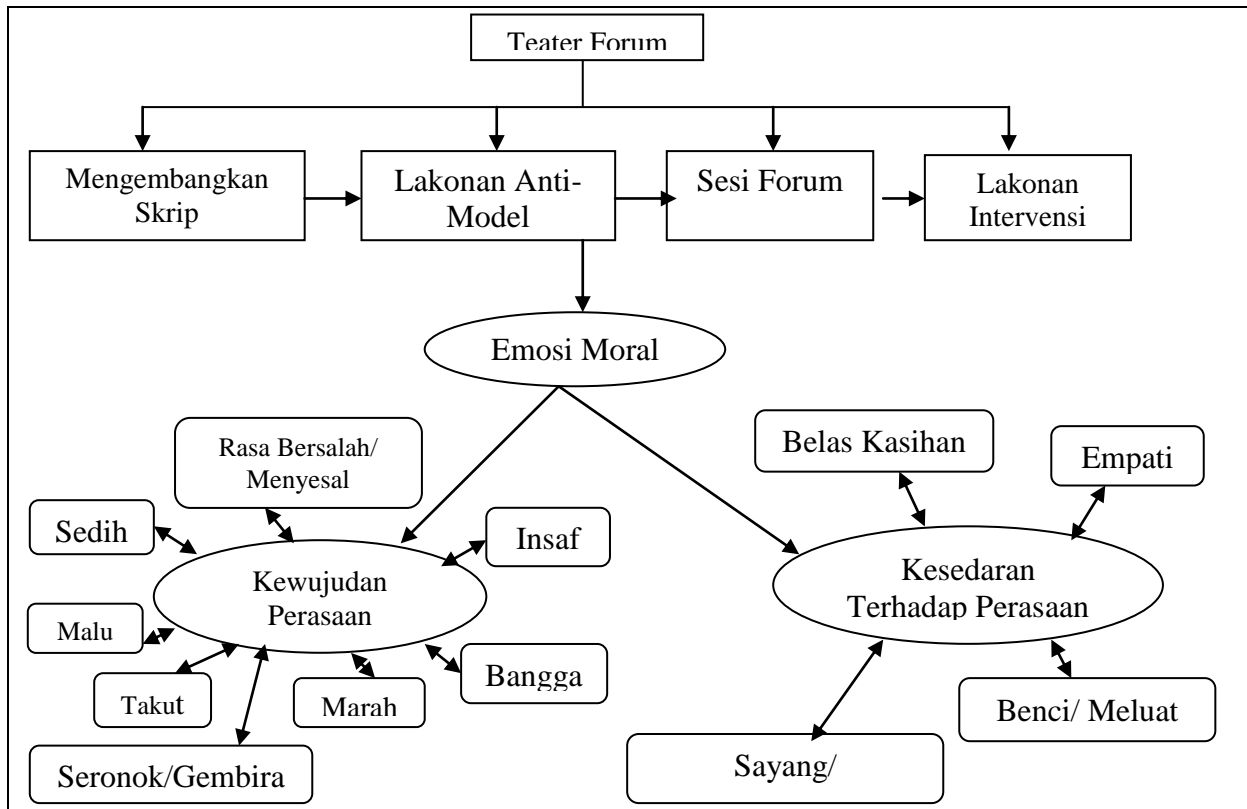 Teater Forum
Mengembangkan
Skrip
Lakonan Anti-
Model
Sesi Forum
Lakonan
Intervensi
Emosi Moral
Rasa Bersalah/
Menyesal
Belas Kasihan
Empati
Sedih
Insaf
Kewujudan
Perasaan
Kesedaran
Terhadap Perasaan
Malu
Takut
Marah
Bangga
Benci/ Meluat
Seronok/Gembira
Sayang/